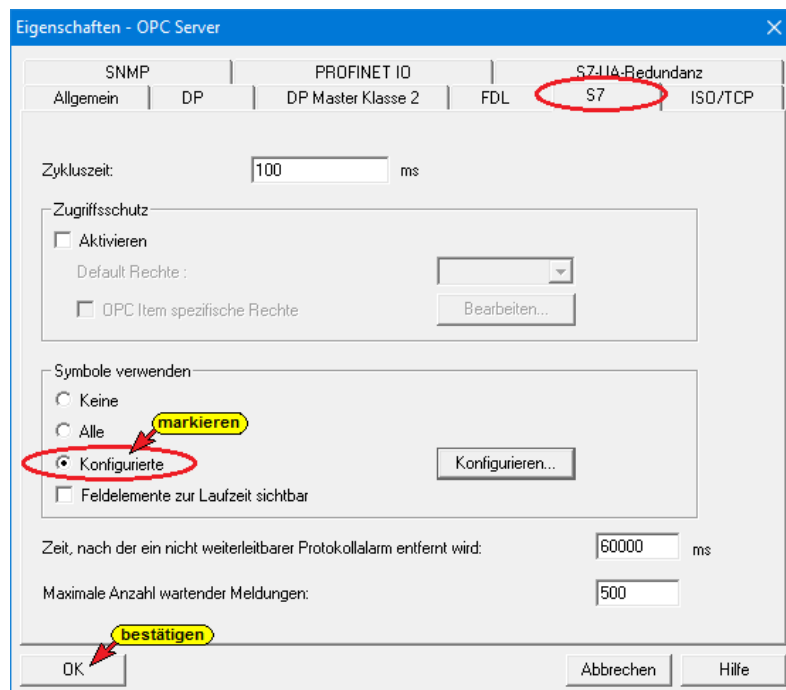 Eigenschaften - OPC Server
SNMP PROFINET IO S7-UA-Redundanz
Allgemein DP DP Master Klasse 2 FDL S7 ISO/TCP
Zykluszeit: 100 ms
Zugriffsschutz
Aktivieren
Default Rechte :
OPC Item spezifische Rechte Bearbeiten...
Symbole verwenden
Keine
Alle
markieren
Konfigurierte Konfigurieren...
Feldelemente zur Laufzeit sichtbar
Zeit, nach der ein nicht weiterleitbarer Protokollalarm entfernt wird: 60000 ms
Maximale Anzahl wartender Meldungen: 500
bestätigen
OK Abbrechen Hilfe